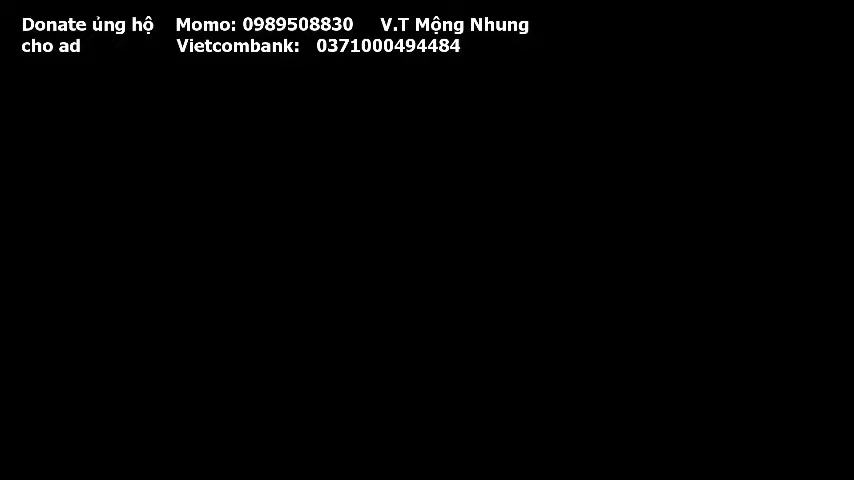 Donate ủng hộ Momo: 0989508830 V.T Mộng Nhung
cho ad Vietcombank: 0371000494484